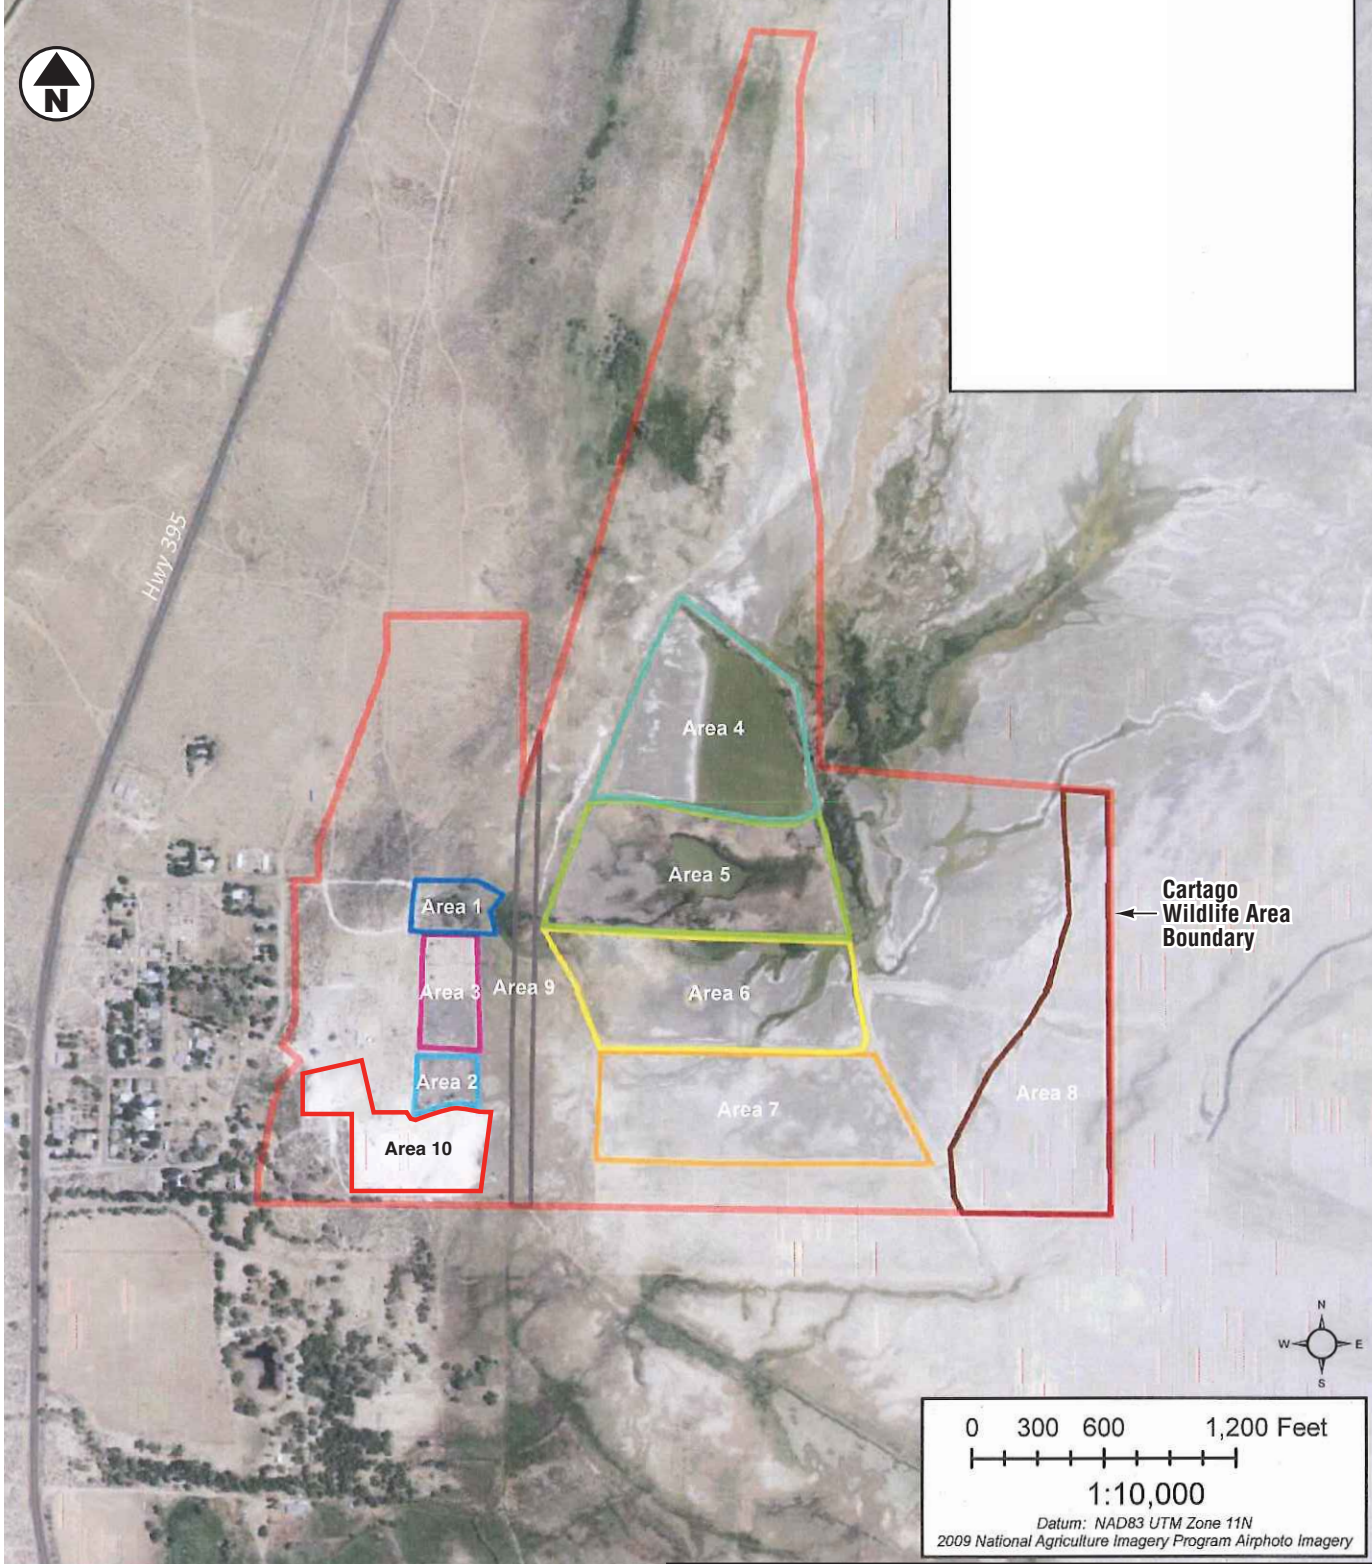 N
Hwy 395
Area 4
Area 5
Area 1
Cartago
Wildlife Area
Boundary
Area 3
Area 9
Area 6
Area 2
Area 8
Area 7
Area 10
N
W E
S
0 300 600 1,200 Feet
1:10,000
Datum: NAD83 UTM Zone 11N
2009 National Agriculture Imagery Program Airphoto Imagery